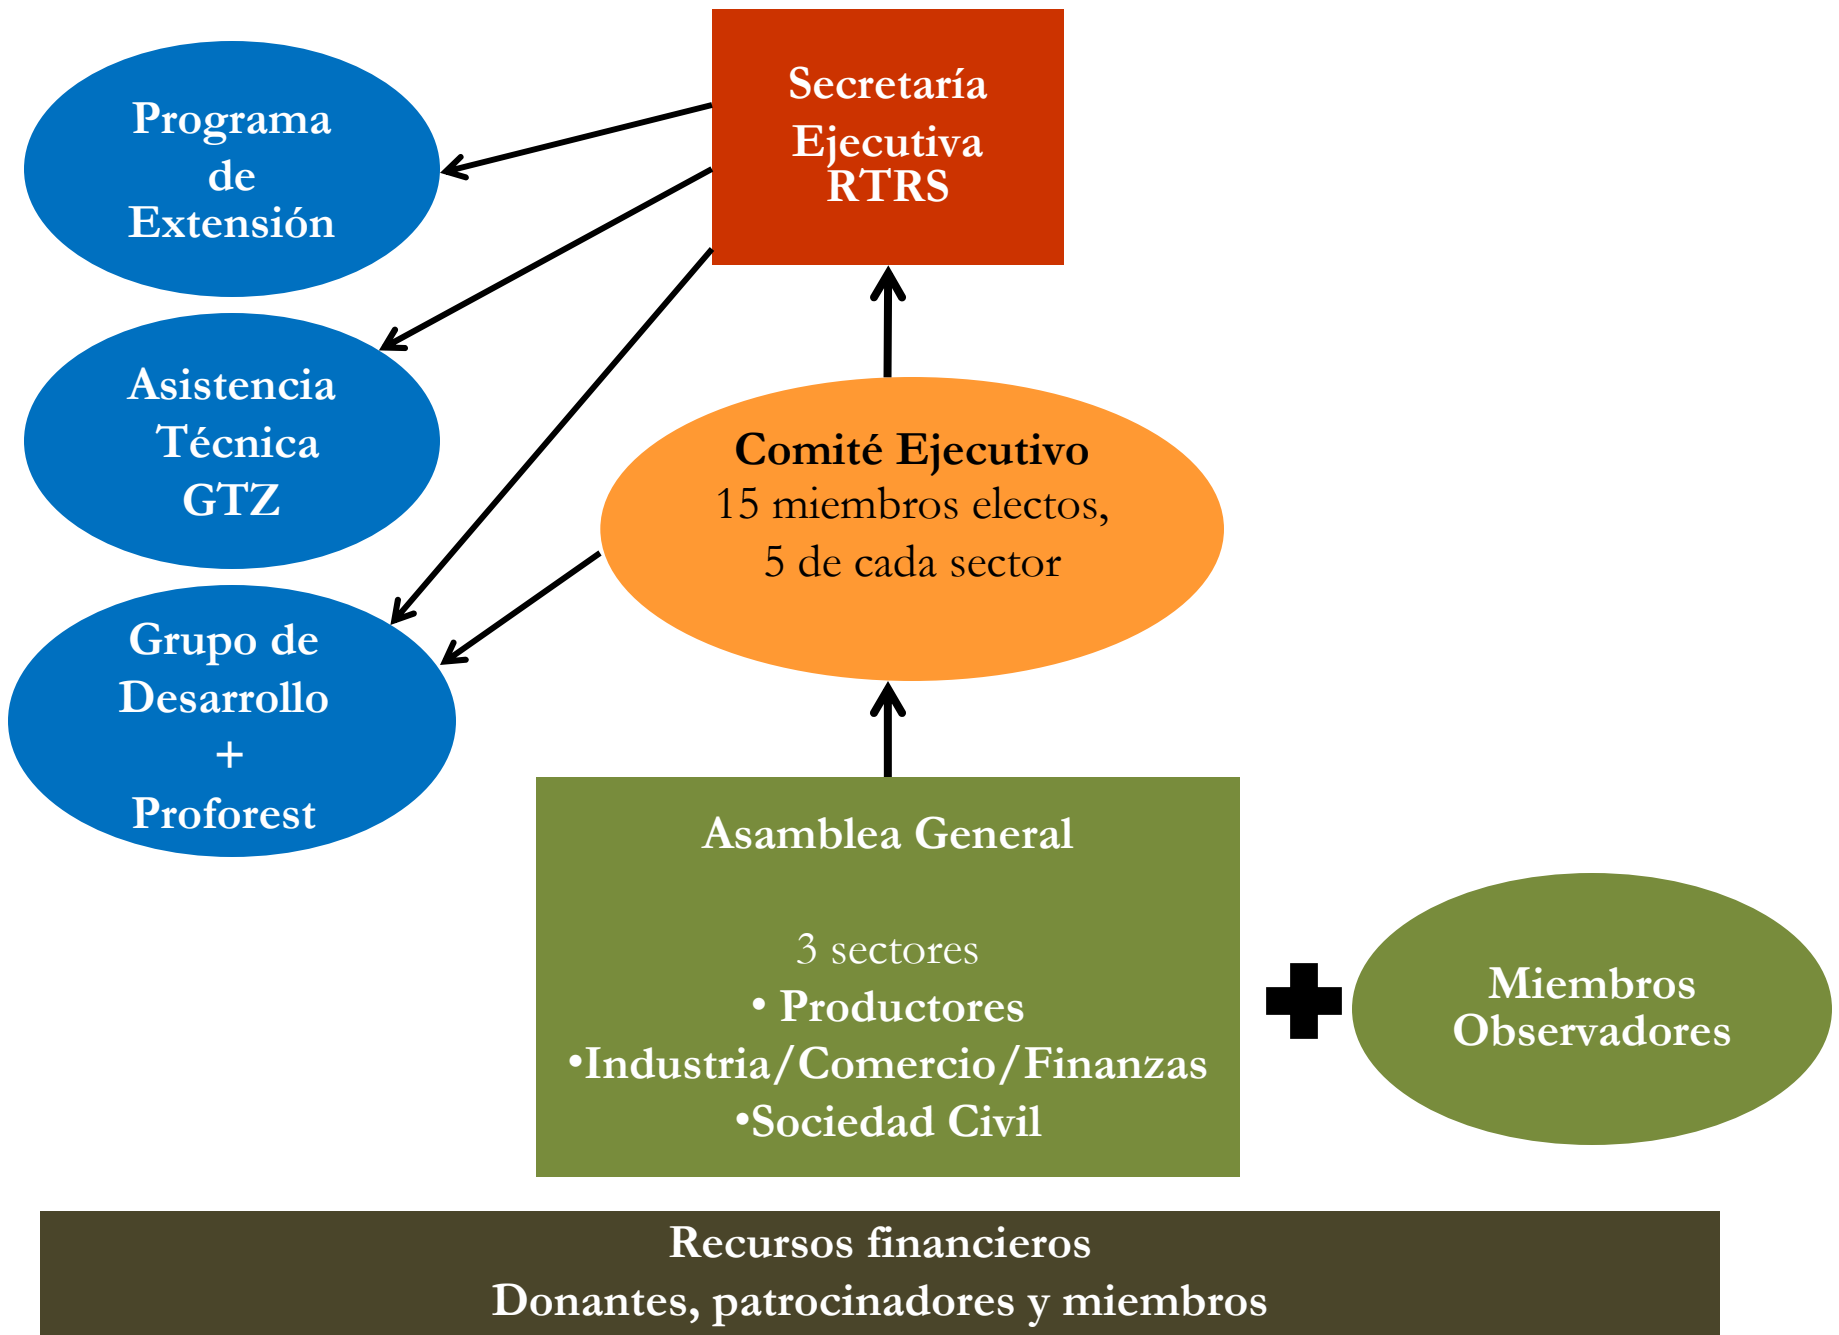 Programa
de
Extensión
Secretaría
Ejecutiva
RTRS
Asistencia
Técnica
GTZ
Comité Ejecutivo
15 miembros electos,
5 de cada sector
Grupo de
Desarrollo
+
Proforest
Asamblea General
3 sectores
• Productores
•Industria/Comercio/Finanzas
•Sociedad Civil
Miembros
Observadores
Recursos financieros
Donantes, patrocinadores y miembros